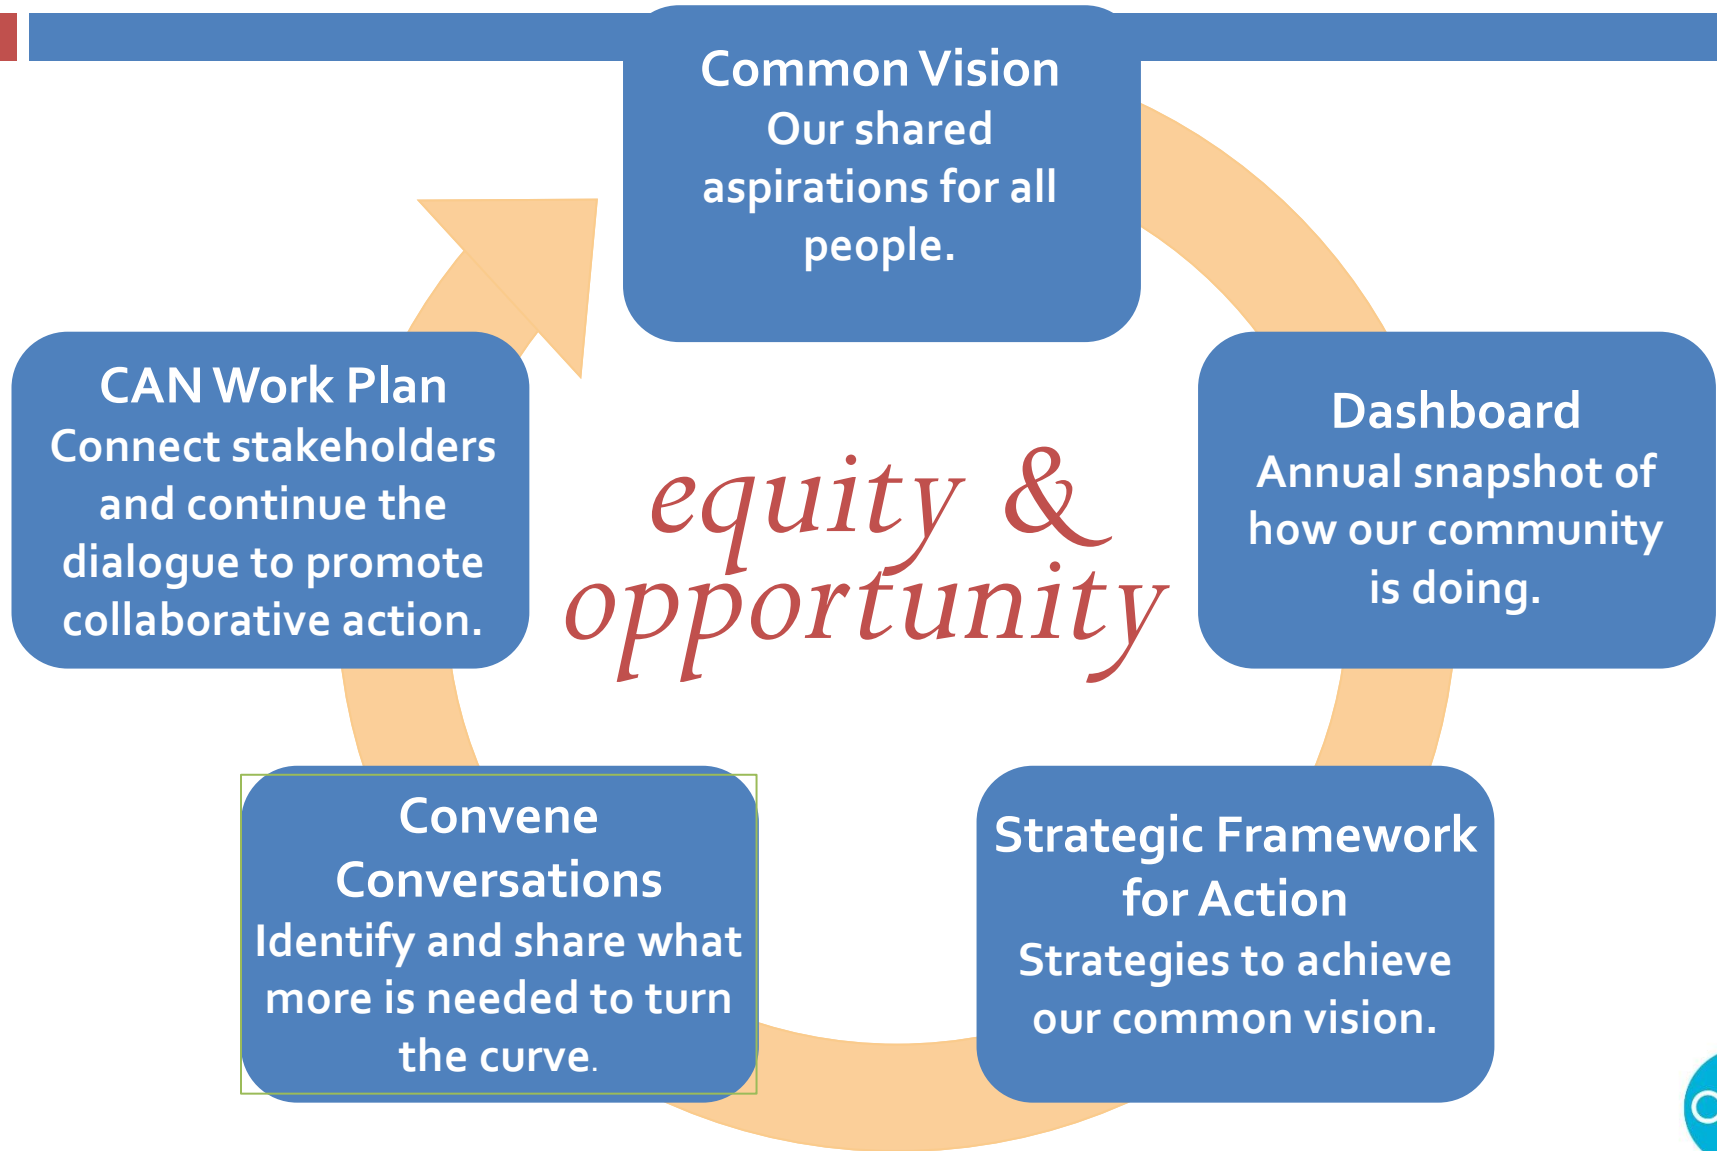 Common Vision
Our shared
aspirations for all
people.
Dashboard
Annual snapshot of
how our community
is doing.
Strategic Framework
for Action
Strategies to achieve
our common vision.
Convene
Conversations
Identify and share what
more is needed to turn
the curve.
CAN Work Plan
Connect stakeholders
and continue the
dialogue to promote
collaborative action.
equity &
opportunity